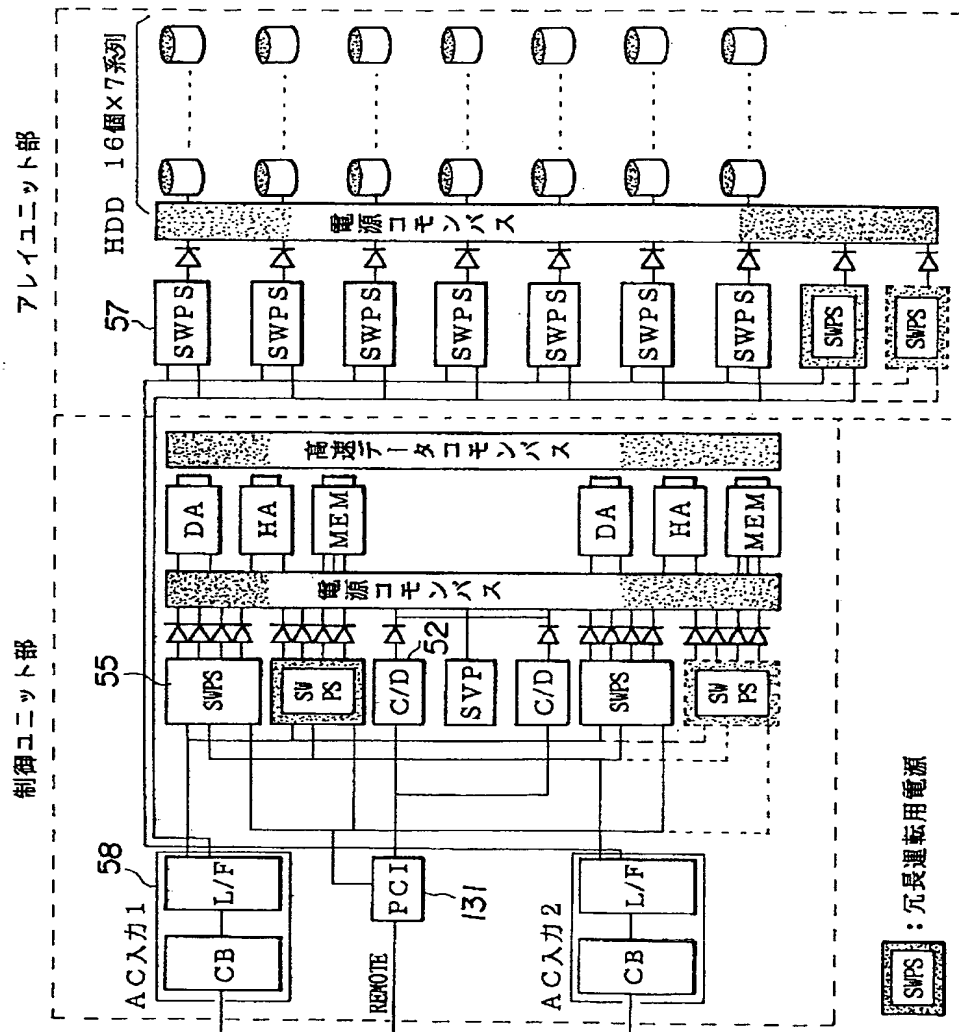 制御ユニット部
アレイユニット部
HDD 16個×7系列
58
AC入力1
CB
L/F
REMOTE
PCI
131
AC入力2
CB
L/F
55
SWPS
SW
PS
C/D
52
SVP
C/D
SWPS
SW
PS
電源コモンバス
DA
HA
MEM
DA
HA
MEM
高速データコモンバス
57
SWPS
SWPS
SWPS
SWPS
SWPS
SWPS
SWPS
SWPS
SWPS
電源コモンバス
SWPS
：冗長運転用電源